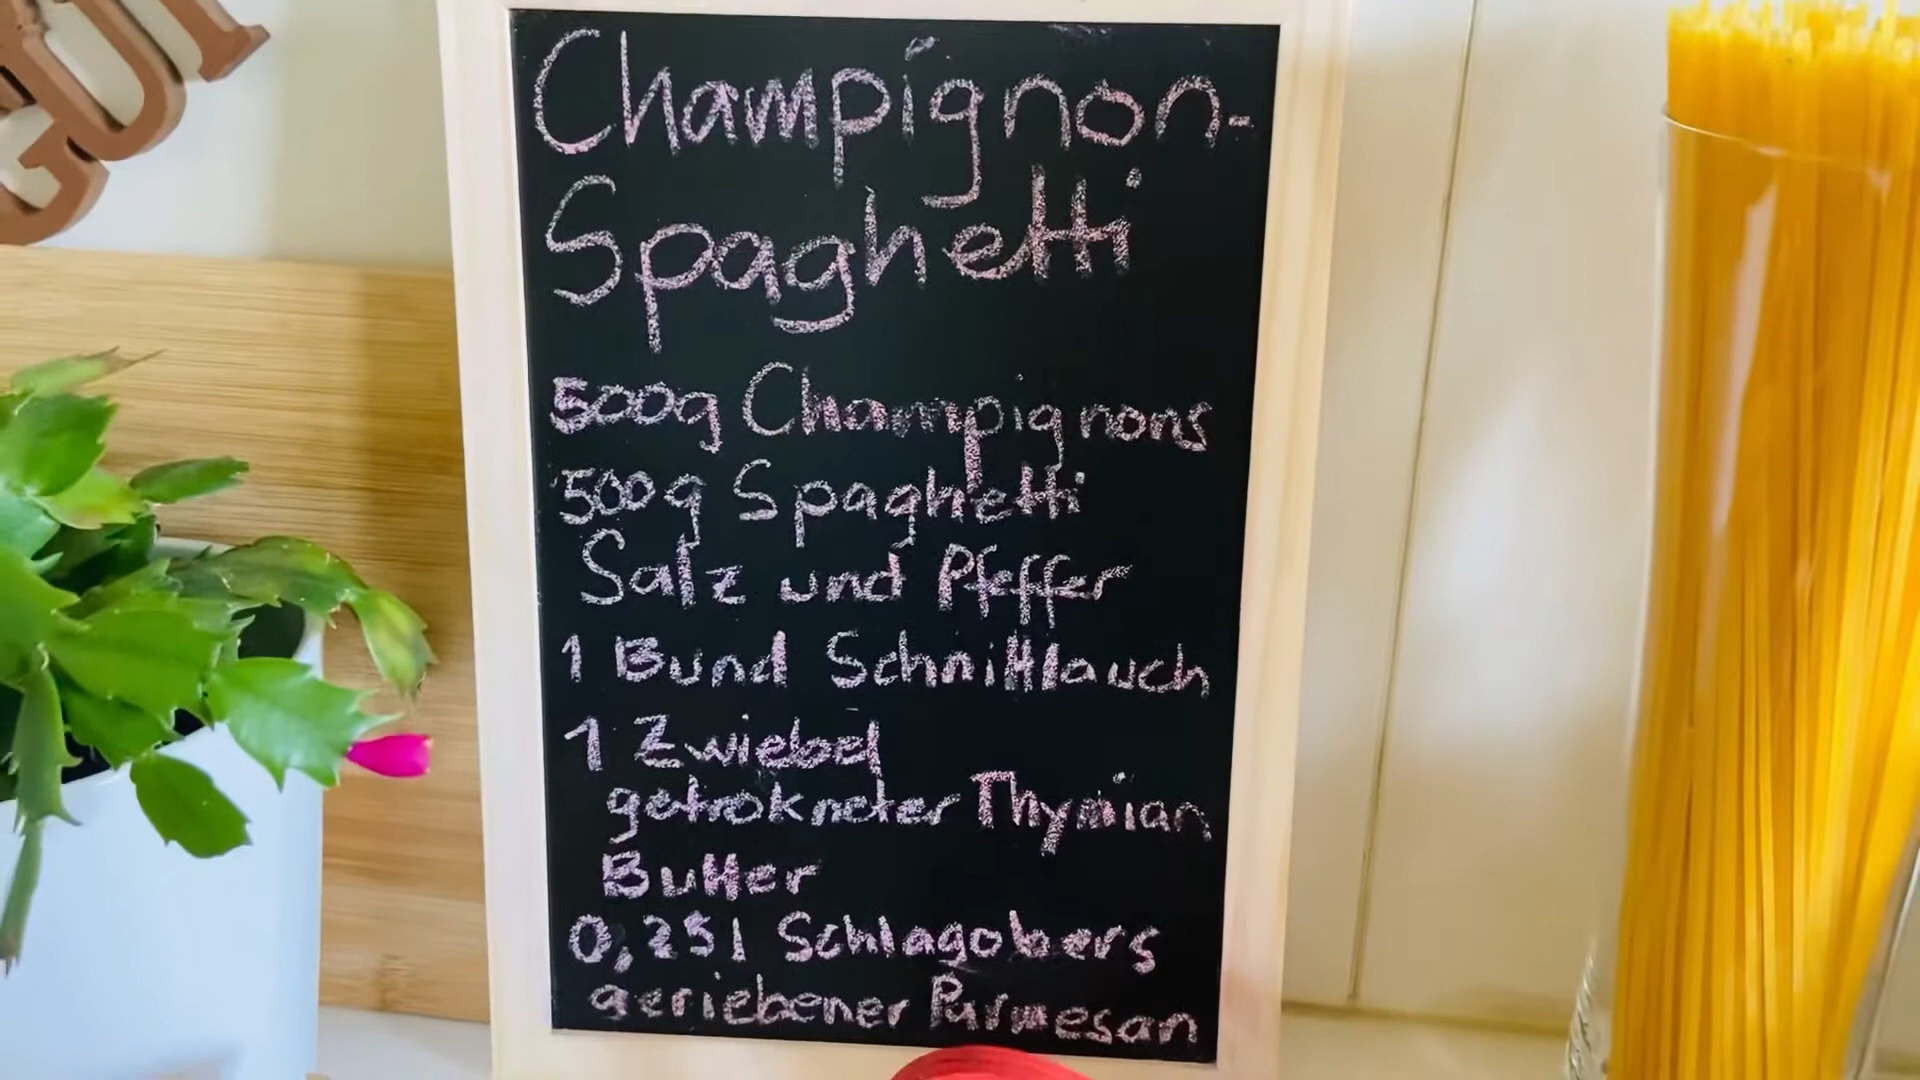 Champignon-
Spaghetti
500g Champignons
500g Spaghetti
Salz und Pfeffer
1 Bund Schnittlauch
1 Zwiebel
getrokneter Thymian
Butter
0,25l Schlagobers
geriebener Parmesan